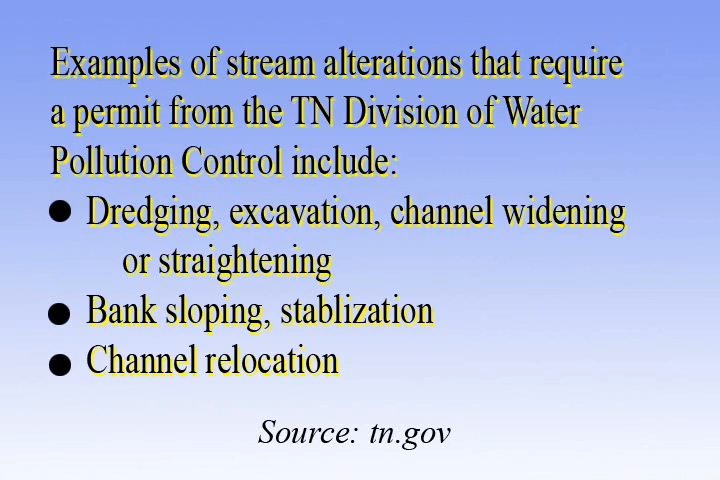 Examples of stream alterations that require
a permit from the TN Division of Water
Pollution Control include:
● Dredging, excavation, channel widening
or straightening
● Bank sloping, stablization
● Channel relocation
Source: tn.gov